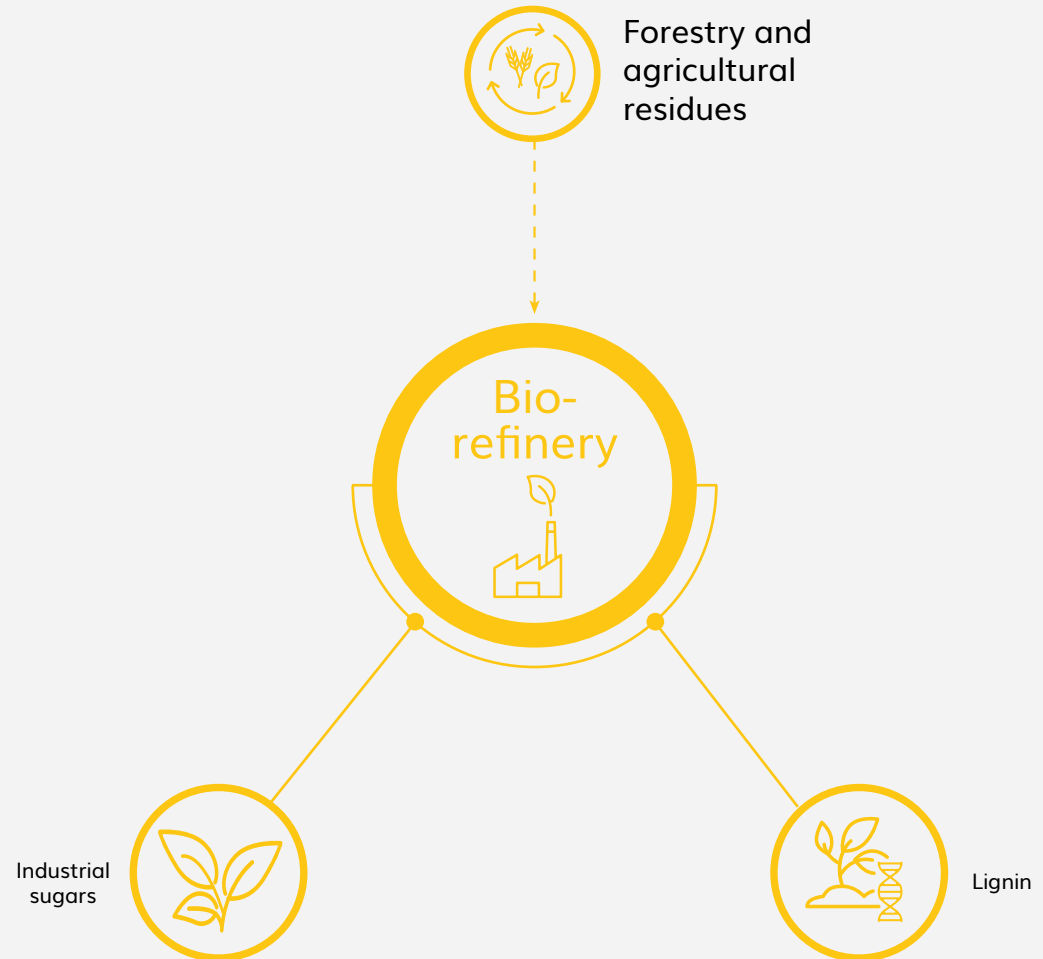 Forestry and
agricultural
residues
Bio-
refinery
Industrial
sugars
Lignin